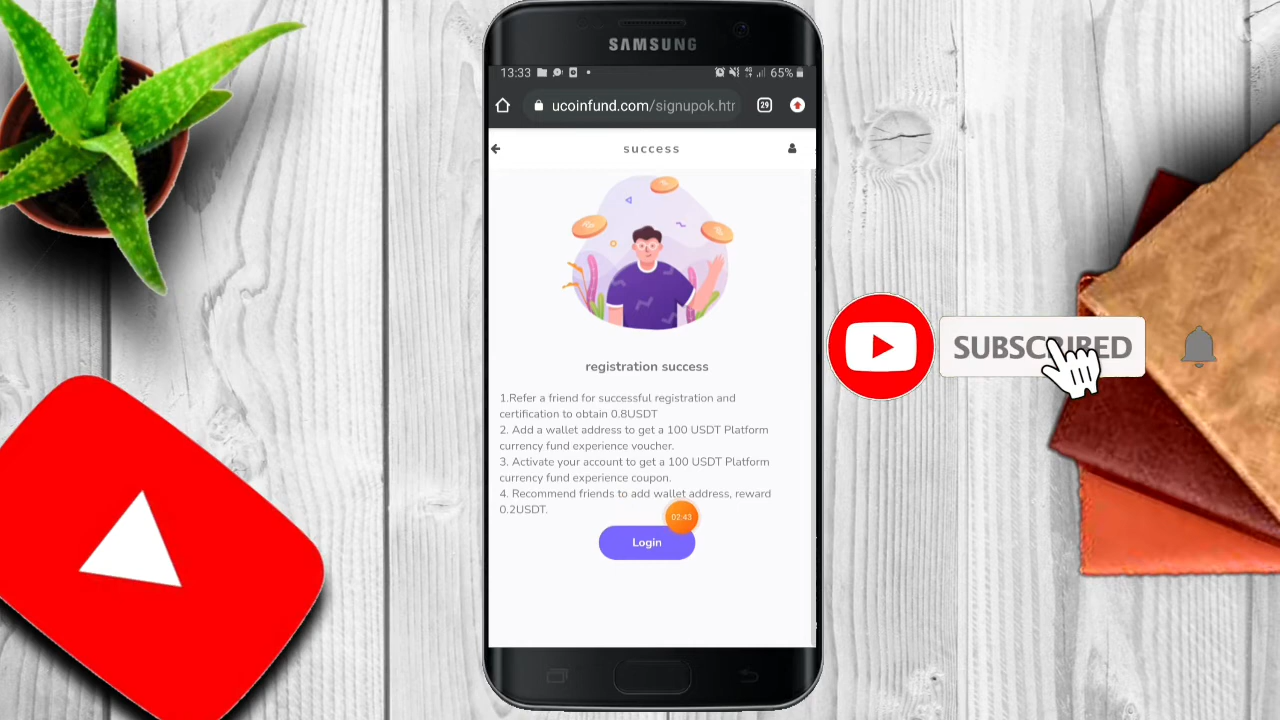 SAMSUNG
13:33
65%
ucoinfund.com/signupok.htr
29
success
registration success
1.Refer a friend for successful registration and
certification to obtain 0.8USDT
2. Add a wallet address to get a 100 USDT Platform
currency fund experience voucher.
3. Activate your account to get a 100 USDT Platform
currency fund experience coupon.
4. Recommend friends to add wallet address, reward
0.2USDT.
02:43
Login
SUBSCRIBED